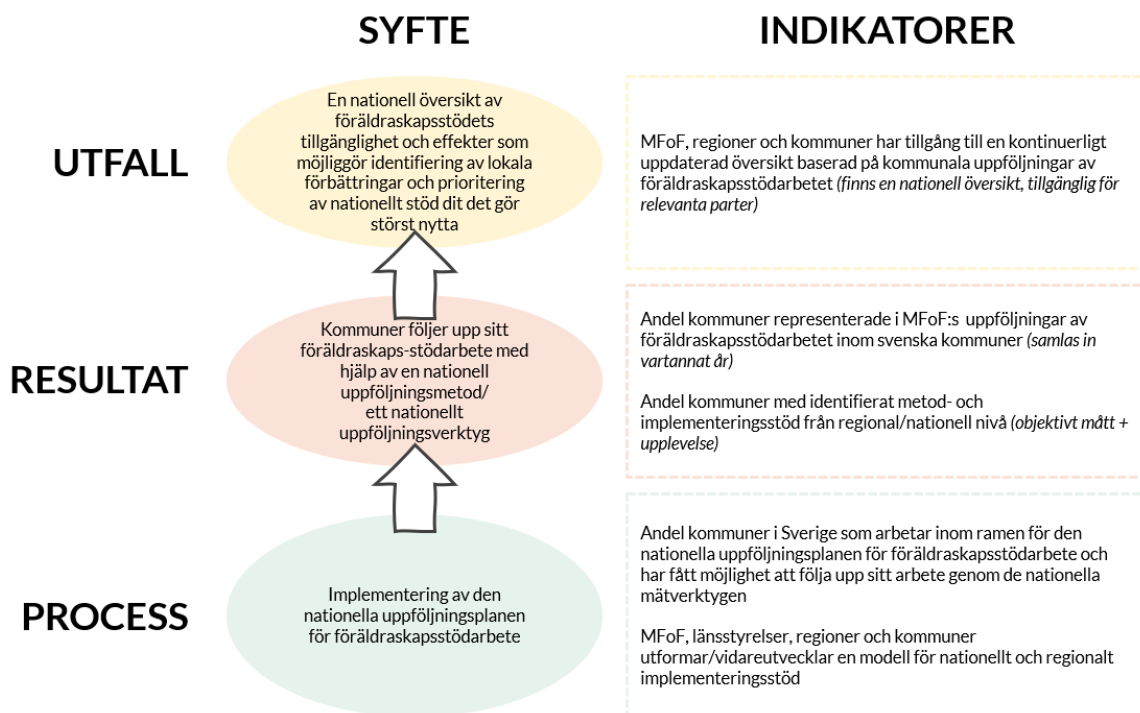 SYFTE
INDIKATORER
UTFALL
En nationell översikt av
föräldraskapsstödets
tillgänglighet och effekter som
möjliggör identifiering av lokala
förbättringar och prioritering
av nationellt stöd dit det gör
störst nytta
MFoF, regioner och kommuner har tillgång till en kontinuerligt
uppdaterad översikt baserad på kommunala uppföljningar av
föräldraskapsstödarbetet (finns en nationell översikt, tillgänglig för
relevanta parter)
RESULTAT
Kommuner följer upp sitt
föräldraskaps-stödarbete med
hjälp av en nationell
uppföljningsmetod/
ett nationellt
uppföljningsverktyg
Andel kommuner representerade i MFoF:s uppföljningar av
föräldraskapsstödarbetet inom svenska kommuner (samlas in
vartannat år)
Andel kommuner med identifierat metod- och
implementeringsstöd från regional/nationell nivå (objektivt mått +
upplevelse)
PROCESS
Implementering av den
nationella uppföljningsplanen
för föräldraskapsstödarbete
Andel kommuner i Sverige som arbetar inom ramen för den
nationella uppföljningsplanen för föräldraskapsstödarbete och
har fått möjlighet att följa upp sitt arbete genom de nationella
mätverktygen
MFoF, länsstyrelser, regioner och kommuner
utformar/vidareutvecklar en modell för nationellt och regionalt
implementeringsstöd